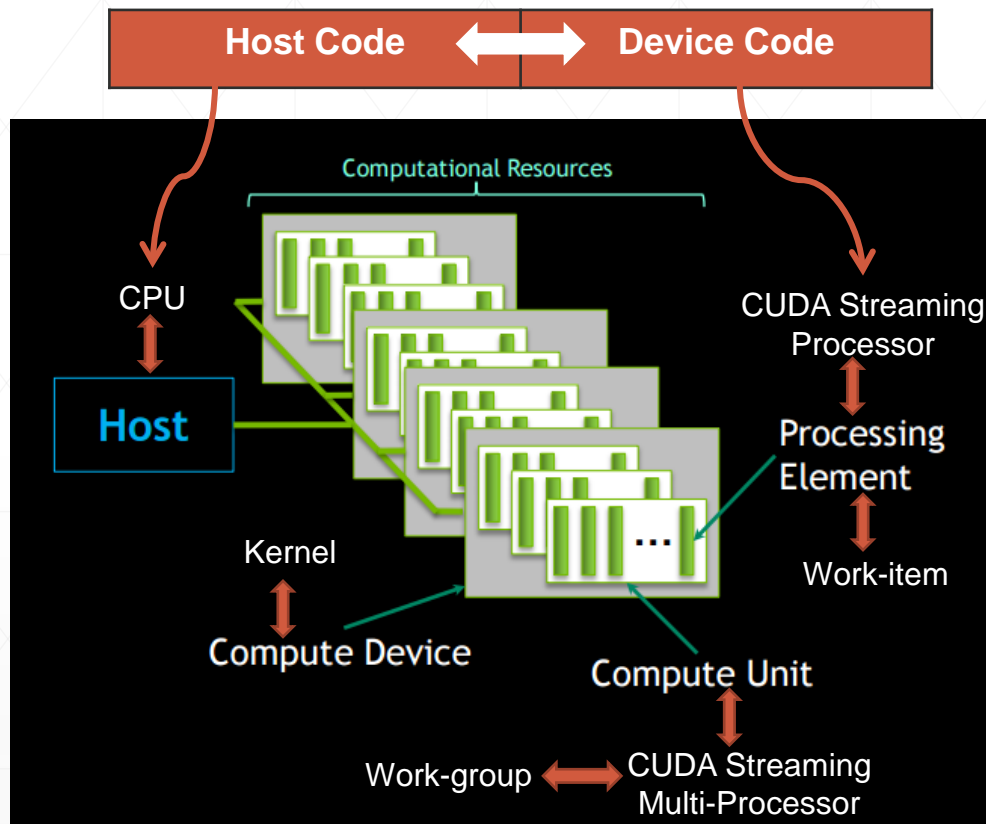 Host Code
Device Code
Computational Resources
CPU
CUDA Streaming
Processor
Host
Processing
Element
...
Kernel
Work-item
Compute Device
Compute Unit
Work-group
CUDA Streaming
Multi-Processor